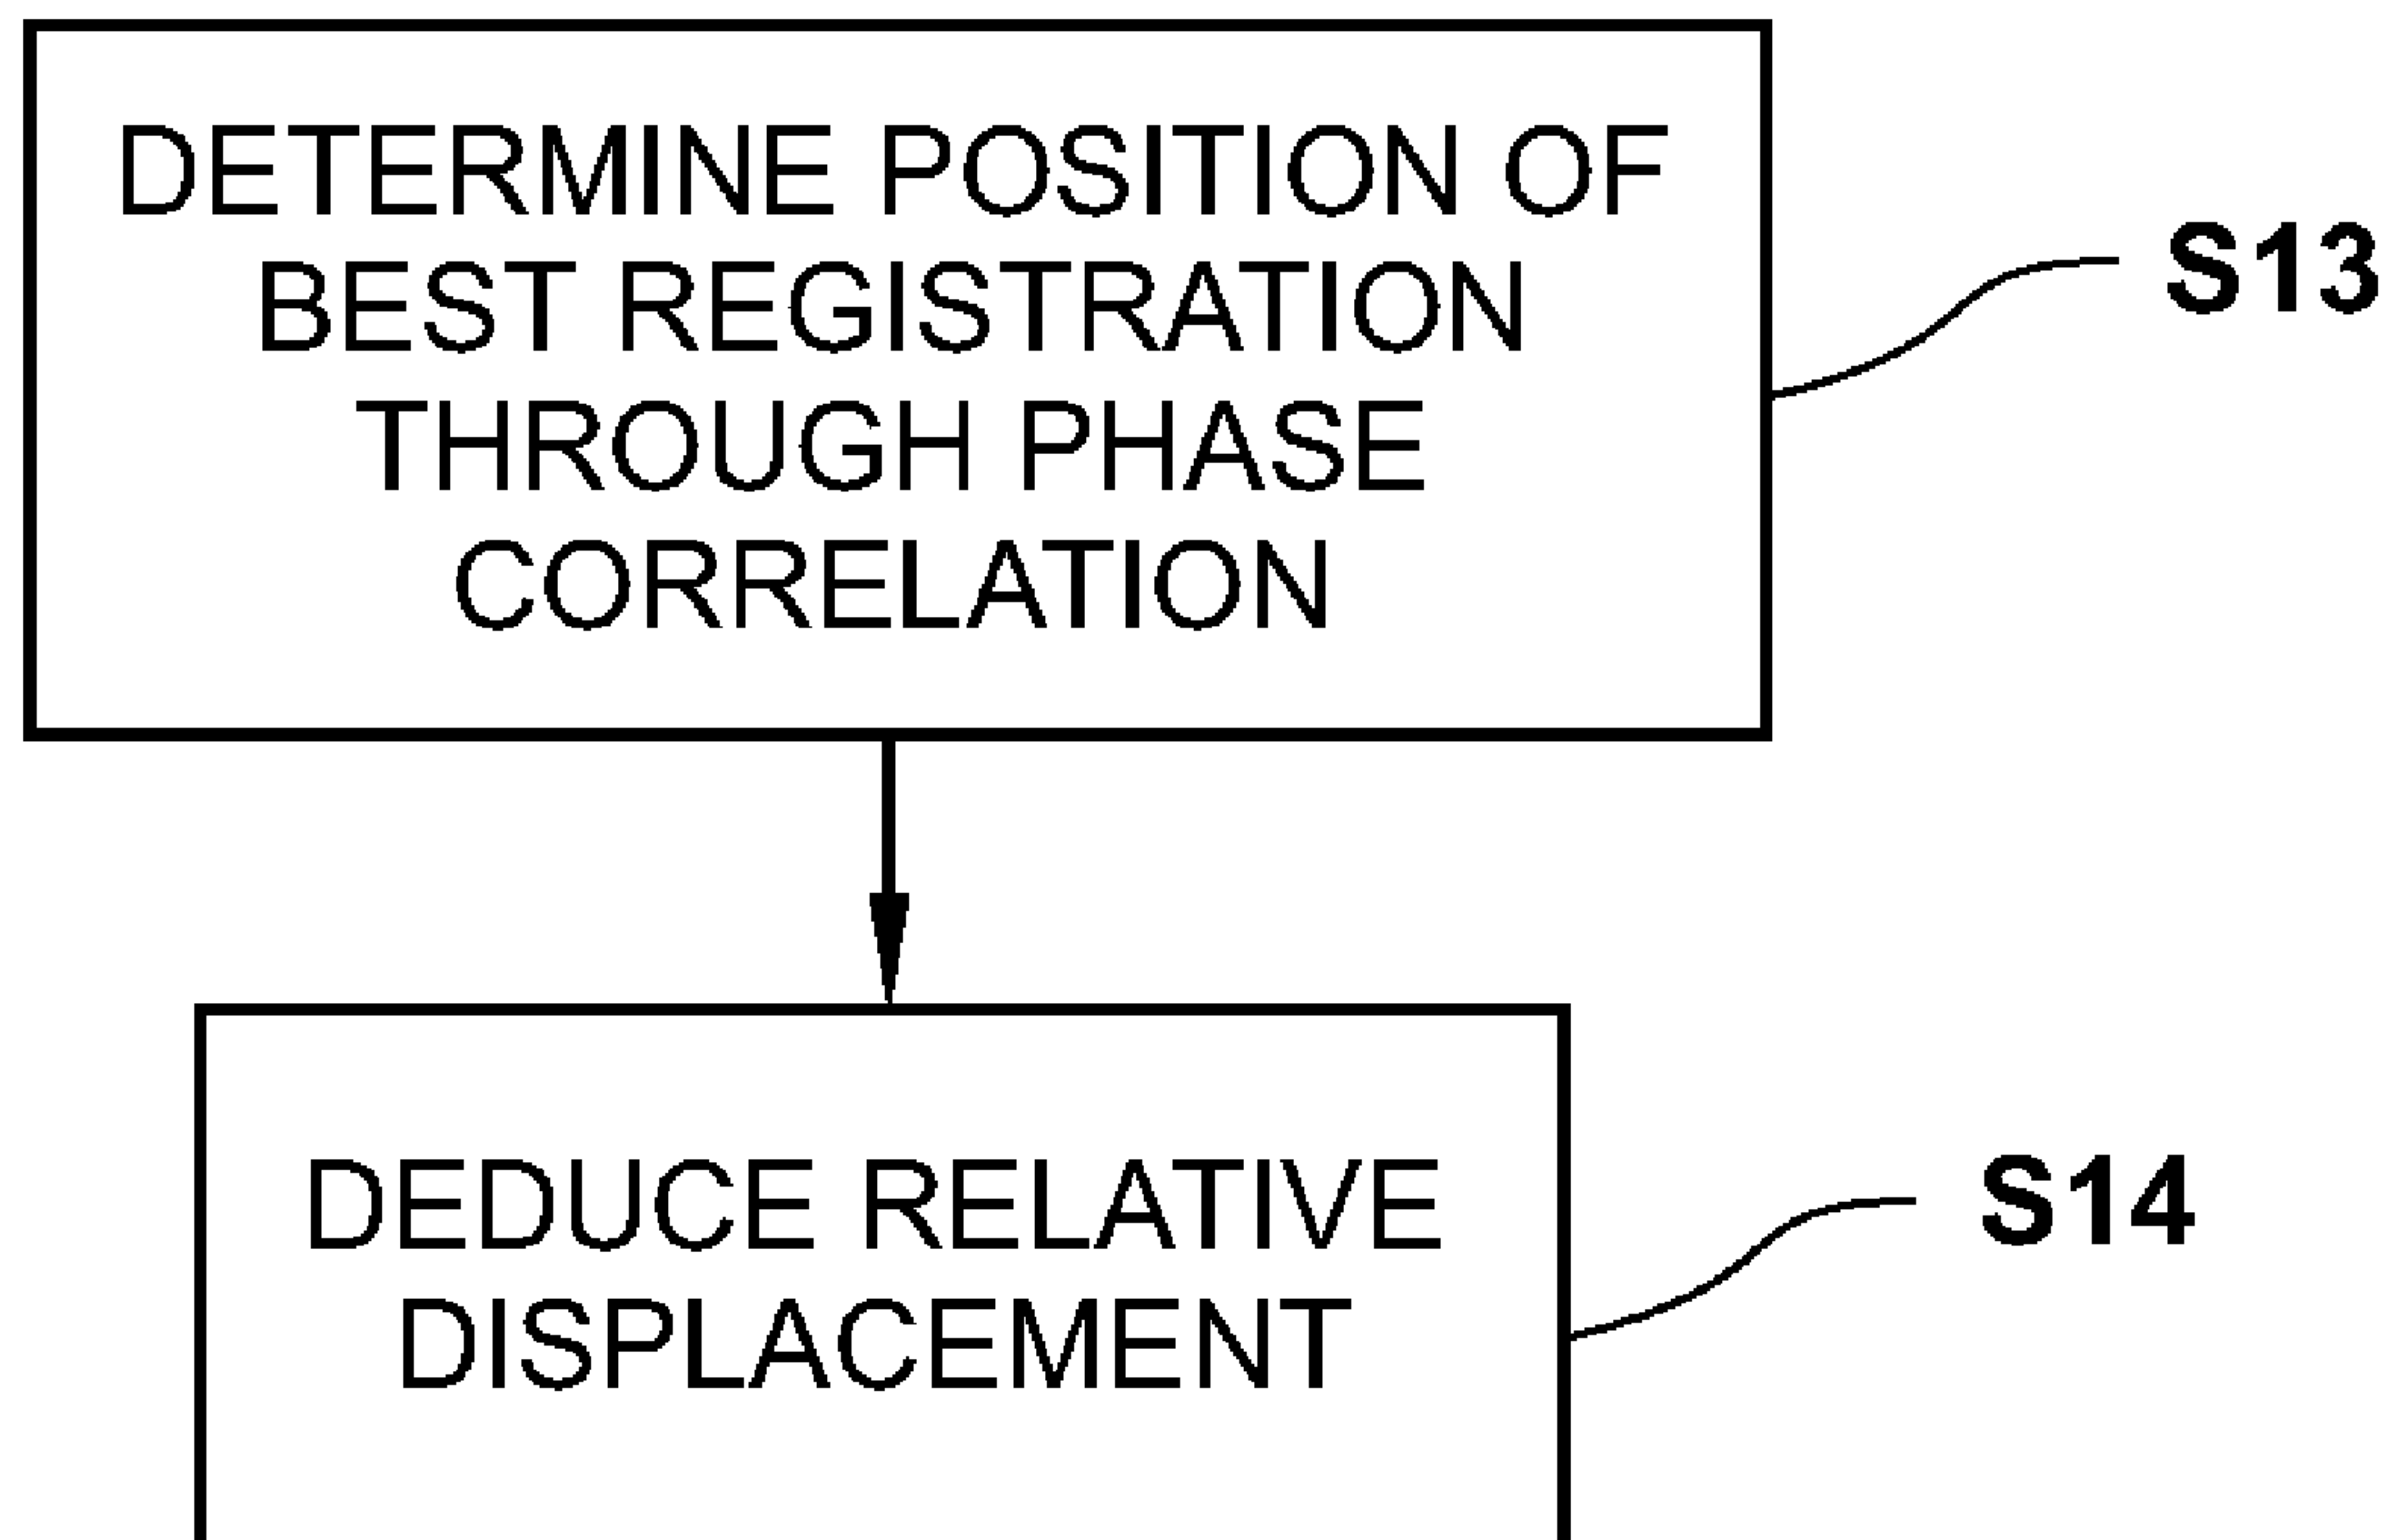 DETERMINE POSITION OF
BEST REGISTRATION
THROUGH PHASE
CORRELATION
S13
DEDUCE RELATIVE
DISPLACEMENT
S14